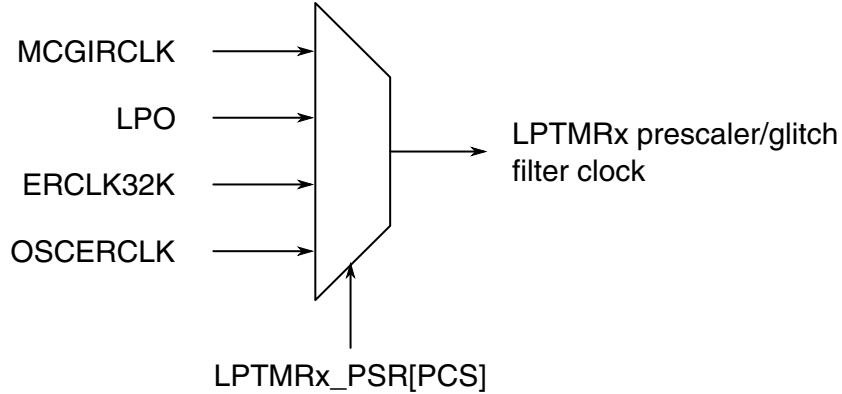 MCGIRCLK
LPO
ERCLK32K
OSCERCLK
LPTMRx prescaler/glitch
filter clock
LPTMRx_PSR[PCS]